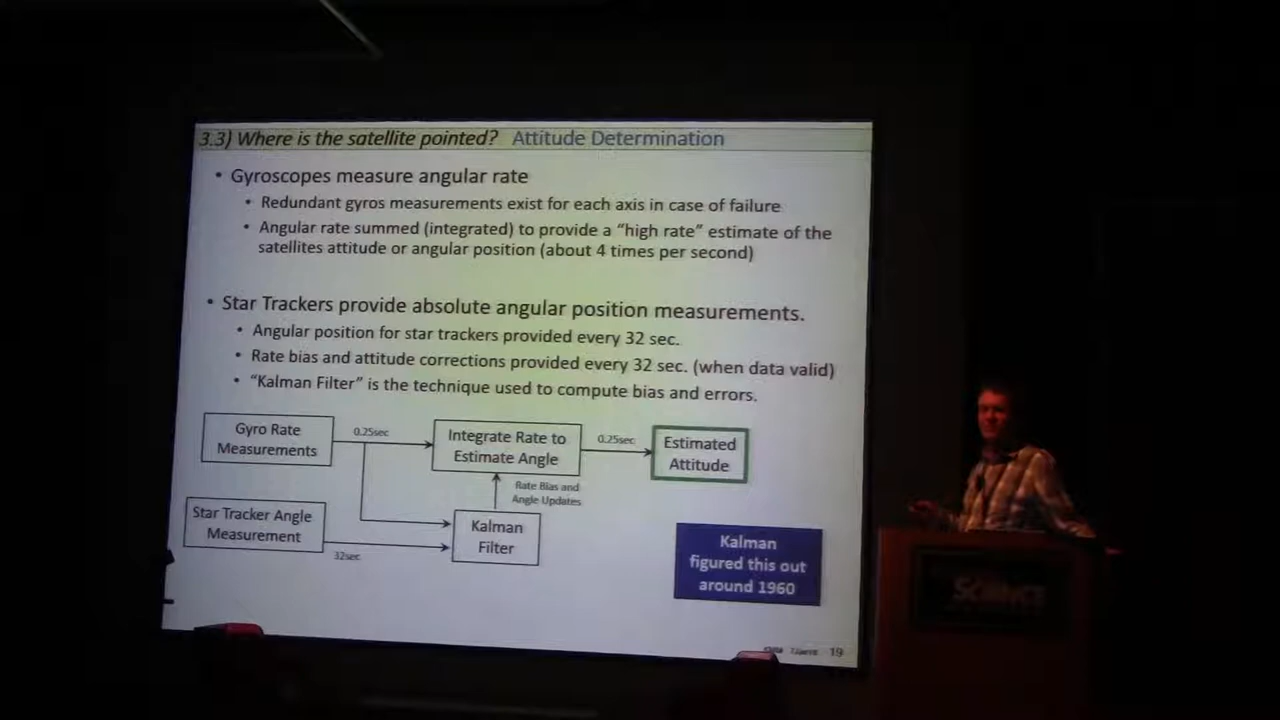 3.3) Where is the satellite pointed? Attitude Determination
• Gyroscopes measure angular rate
• Redundant gyros measurements exist for each axis in case of failure
• Angular rate summed (integrated) to provide a “high rate” estimate of the
satellites attitude or angular position (about 4 times per second)
• Star Trackers provide absolute angular position measurements.
• Angular position for star trackers provided every 32 sec.
• Rate bias and attitude corrections provided every 32 sec. (when data valid)
• “Kalman Filter” is the technique used to compute bias and errors.
Gyro Rate
Measurements
0.25sec
Integrate Rate to
Estimate Angle
0.25sec
Estimated
Attitude
Rate Bias and
Angle Updates
Star Tracker Angle
Measurement
32sec
Kalman
Filter
Kalman
figured this out
around 1960
19
SCIENCE